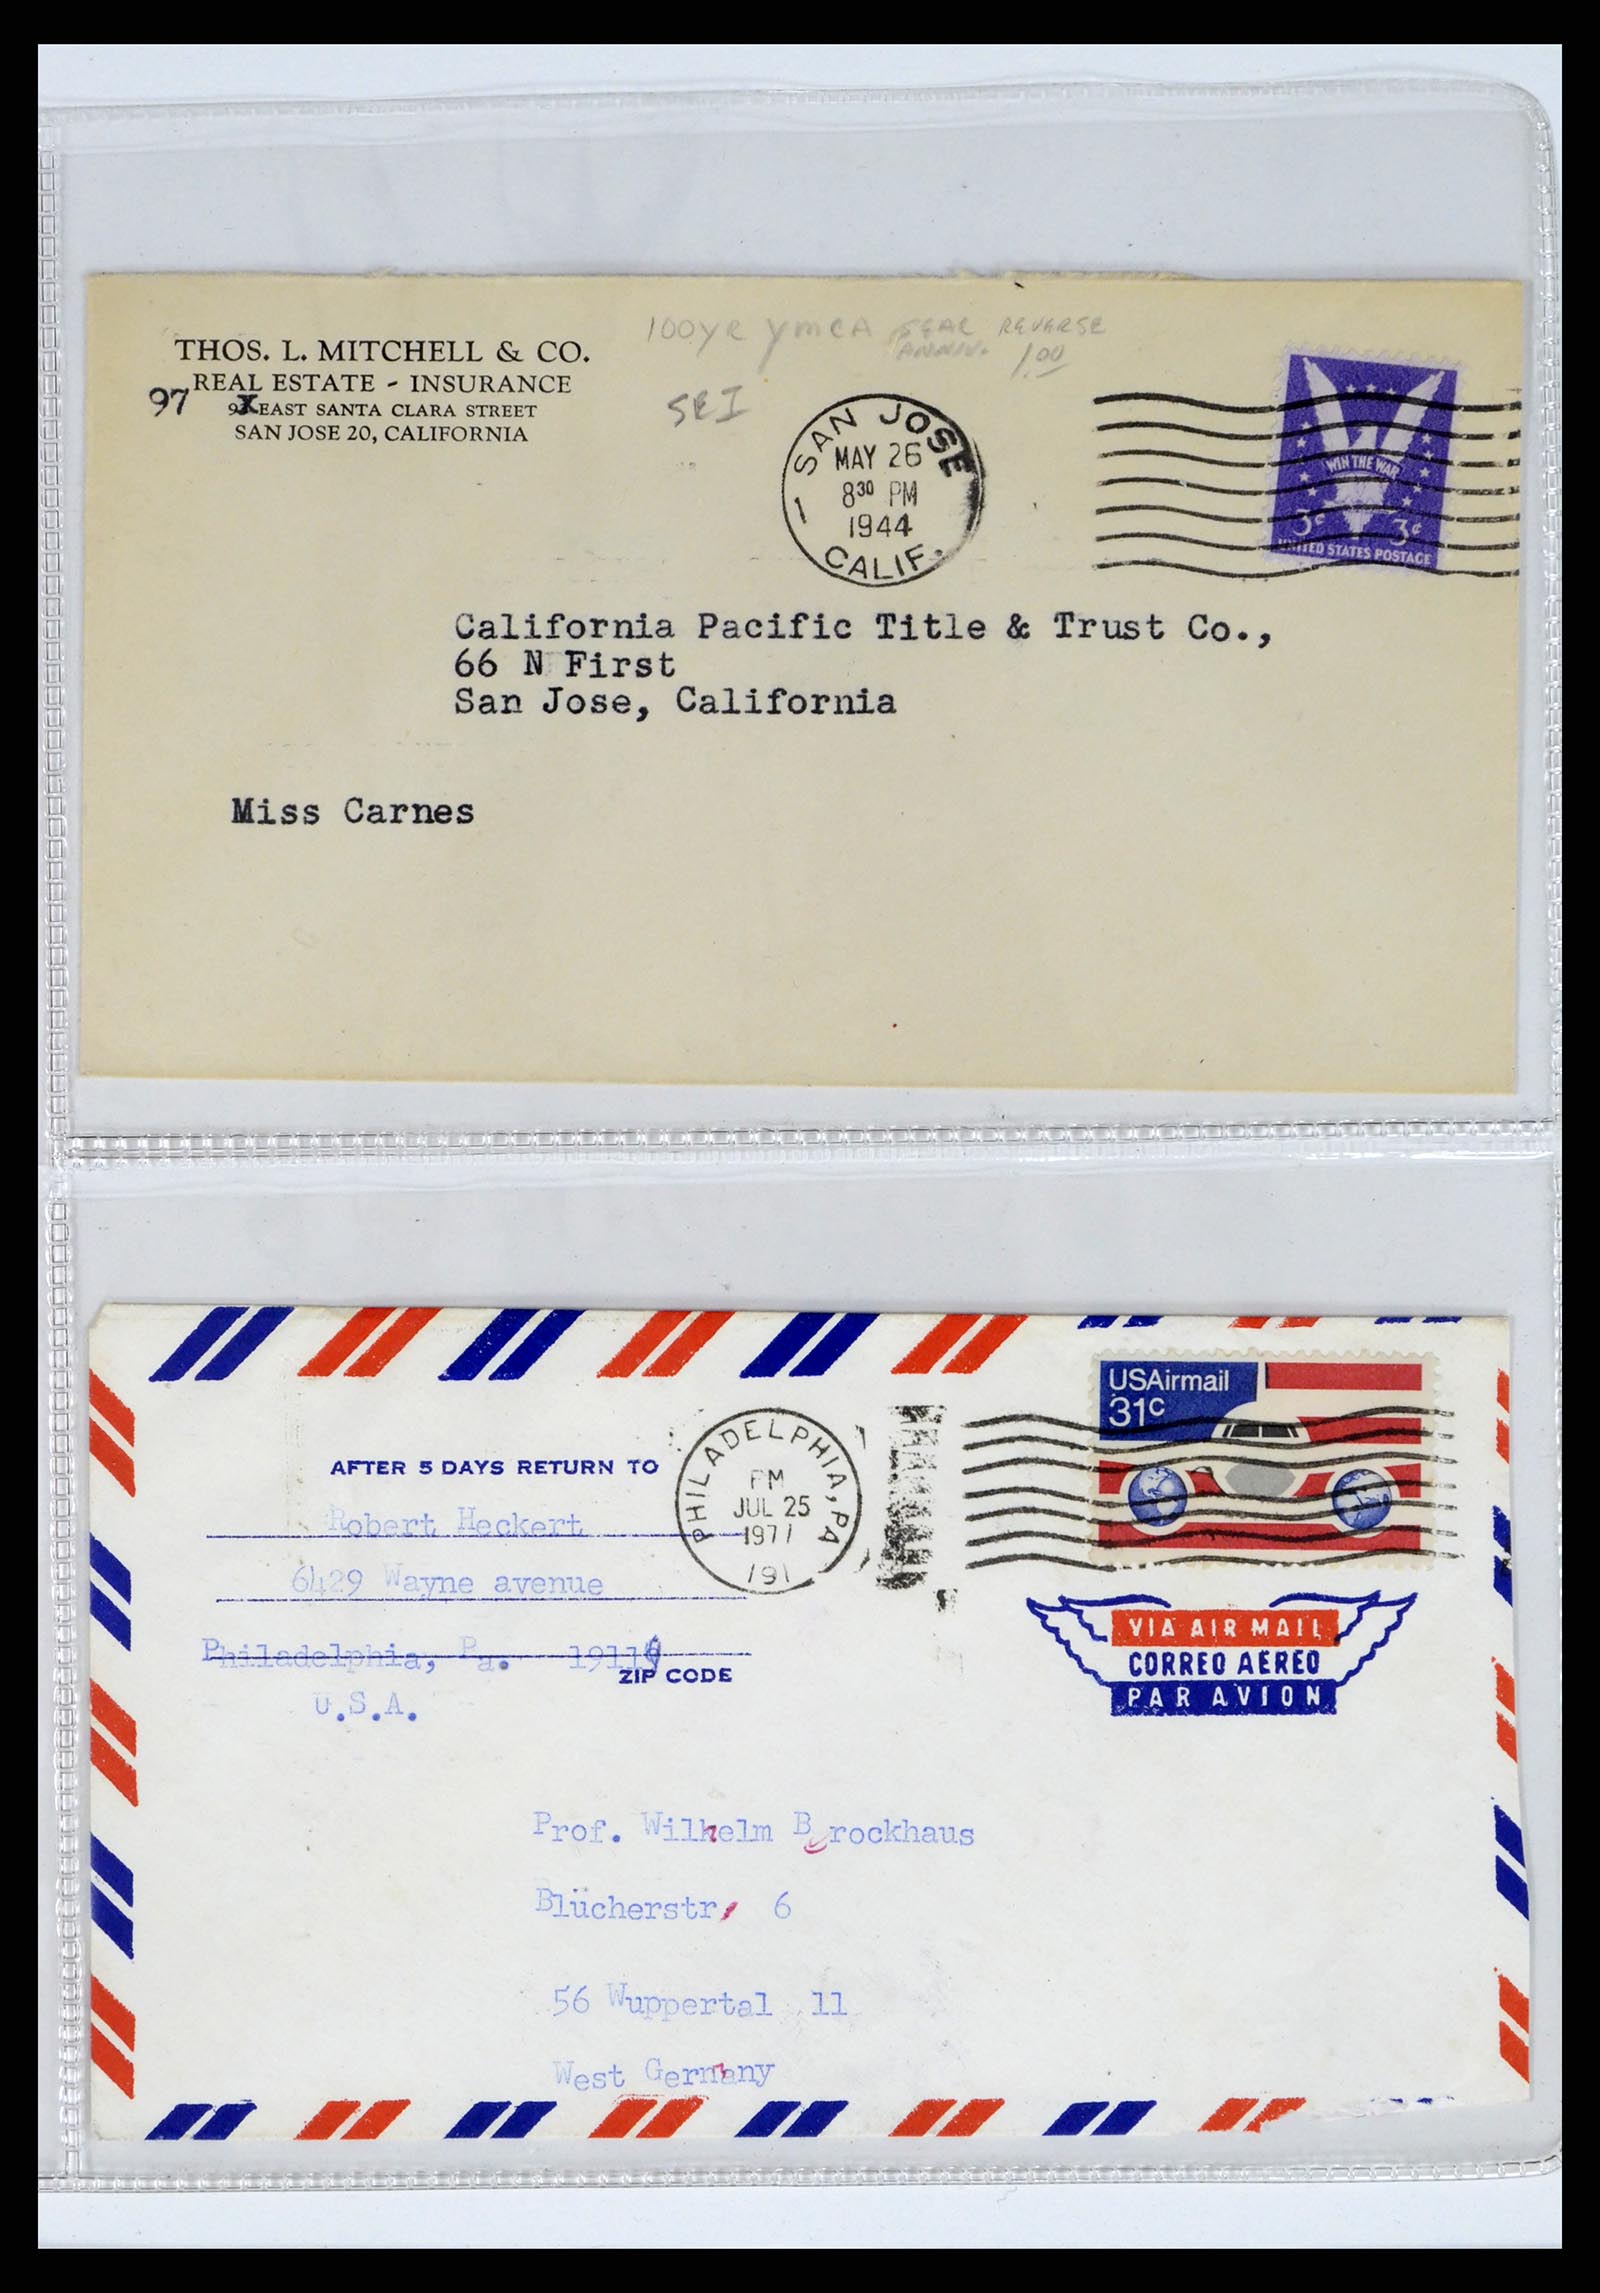 100 yr YMCA SEAL REVERSE
ANNIV. 1.00
THOS. L. MITCHELL & CO.
REAL ESTATE - INSURANCE
97 9X EAST SANTA CLARA STREET
SAN JOSE 20, CALIFORNIA
SAN JOSE
MAY 26
8 30 PM
1944
CALIF.
WIN THE WAR
3¢ 3¢
UNITED STATES POSTAGE
California Pacific Title & Trust Co.,
66 N First
San Jose, California
Miss Carnes
USAirmail
31c
AFTER 5 DAYS RETURN TO
Robert Heckert
6429 Wayne avenue
Philadelphia, Pa.
ZIP CODE
U.S.A.
PHILADELPHIA, PA
PM
JUL 25
1977
191
VIA AIR MAIL
CORREO AEREO
PAR AVION
Prof. Wilhelm Brockhaus
Blücherstr, 6
56 Wuppertal 11
West Germany